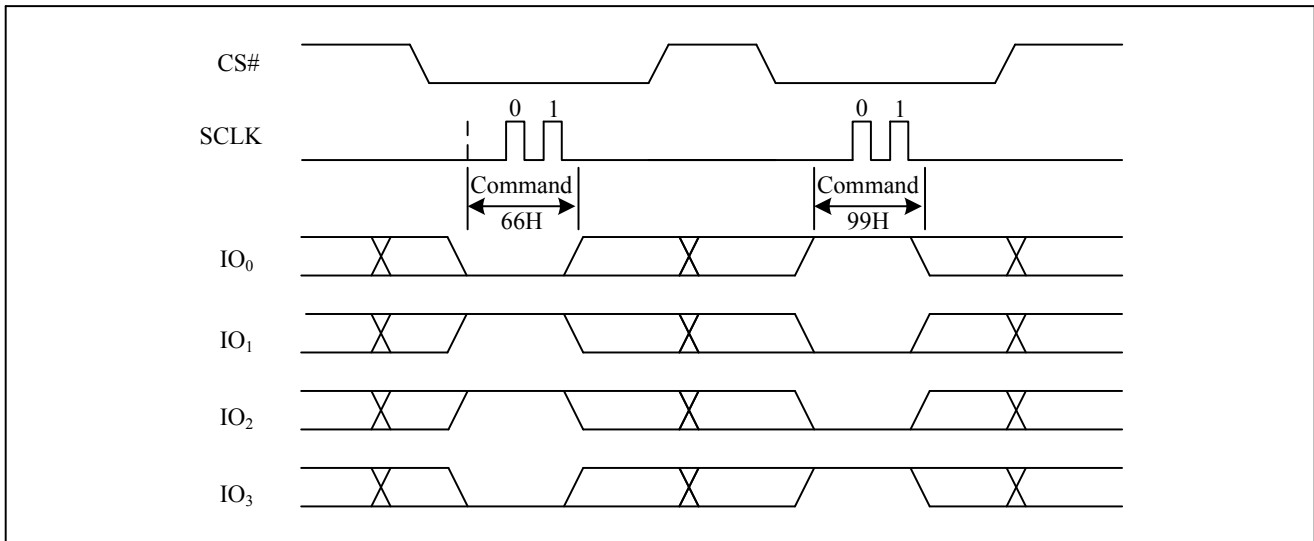 CS#
0 1 0 1
SCLK
Command Command
66H 99H
IO₀
IO₁
IO₂
IO₃